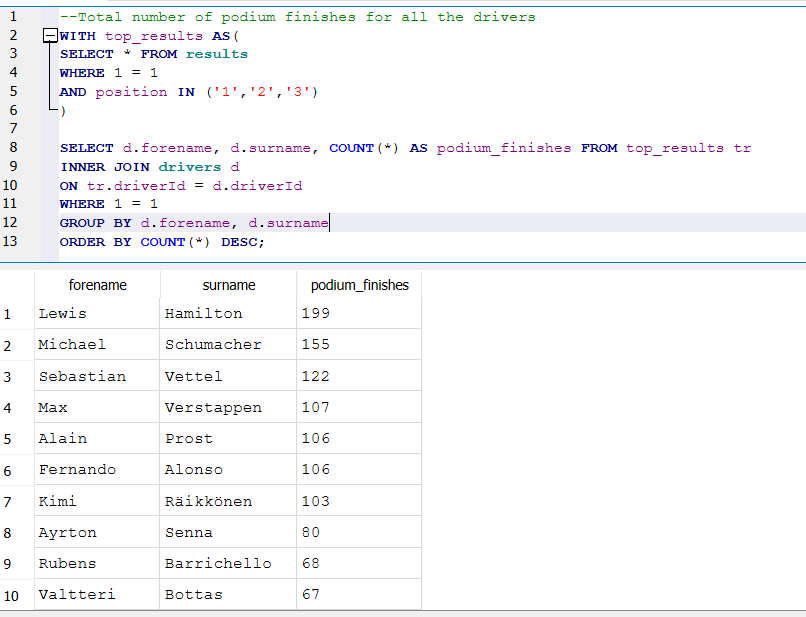 1 --Total number of podium finishes for all the drivers
2 WITH top_results AS(
3 SELECT * FROM results
4 WHERE 1 = 1
5 AND position IN ('1','2','3')
6 )
7
8 SELECT d.forename, d.surname, COUNT(*) AS podium_finishes FROM top_results tr
9 INNER JOIN drivers d
10 ON tr.driverId = d.driverId
11 WHERE 1 = 1
12 GROUP BY d.forename, d.surname
13 ORDER BY COUNT(*) DESC;
forename surname podium_finishes
1 Lewis Hamilton 199
2 Michael Schumacher 155
3 Sebastian Vettel 122
4 Max Verstappen 107
5 Alain Prost 106
6 Fernando Alonso 106
7 Kimi Räikkönen 103
8 Ayrton Senna 80
9 Rubens Barrichello 68
10 Valtteri Bottas 67